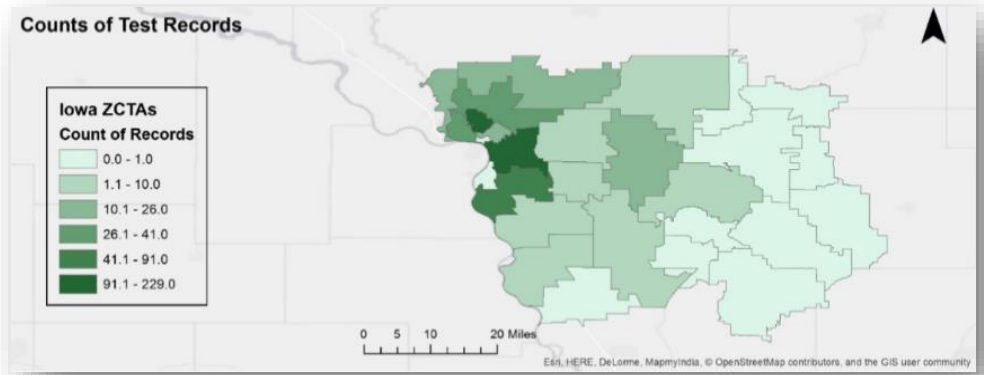 Counts of Test Records
Iowa ZCTAs
Count of Records
0.0 - 1.0
1.1 - 10.0
10.1 - 26.0
26.1 - 41.0
41.1 - 91.0
91.1 - 229.0
0 5 10 20 Miles
Esri, HERE, DeLorme, MapmyIndia, © OpenStreetMap contributors, and the GIS user community